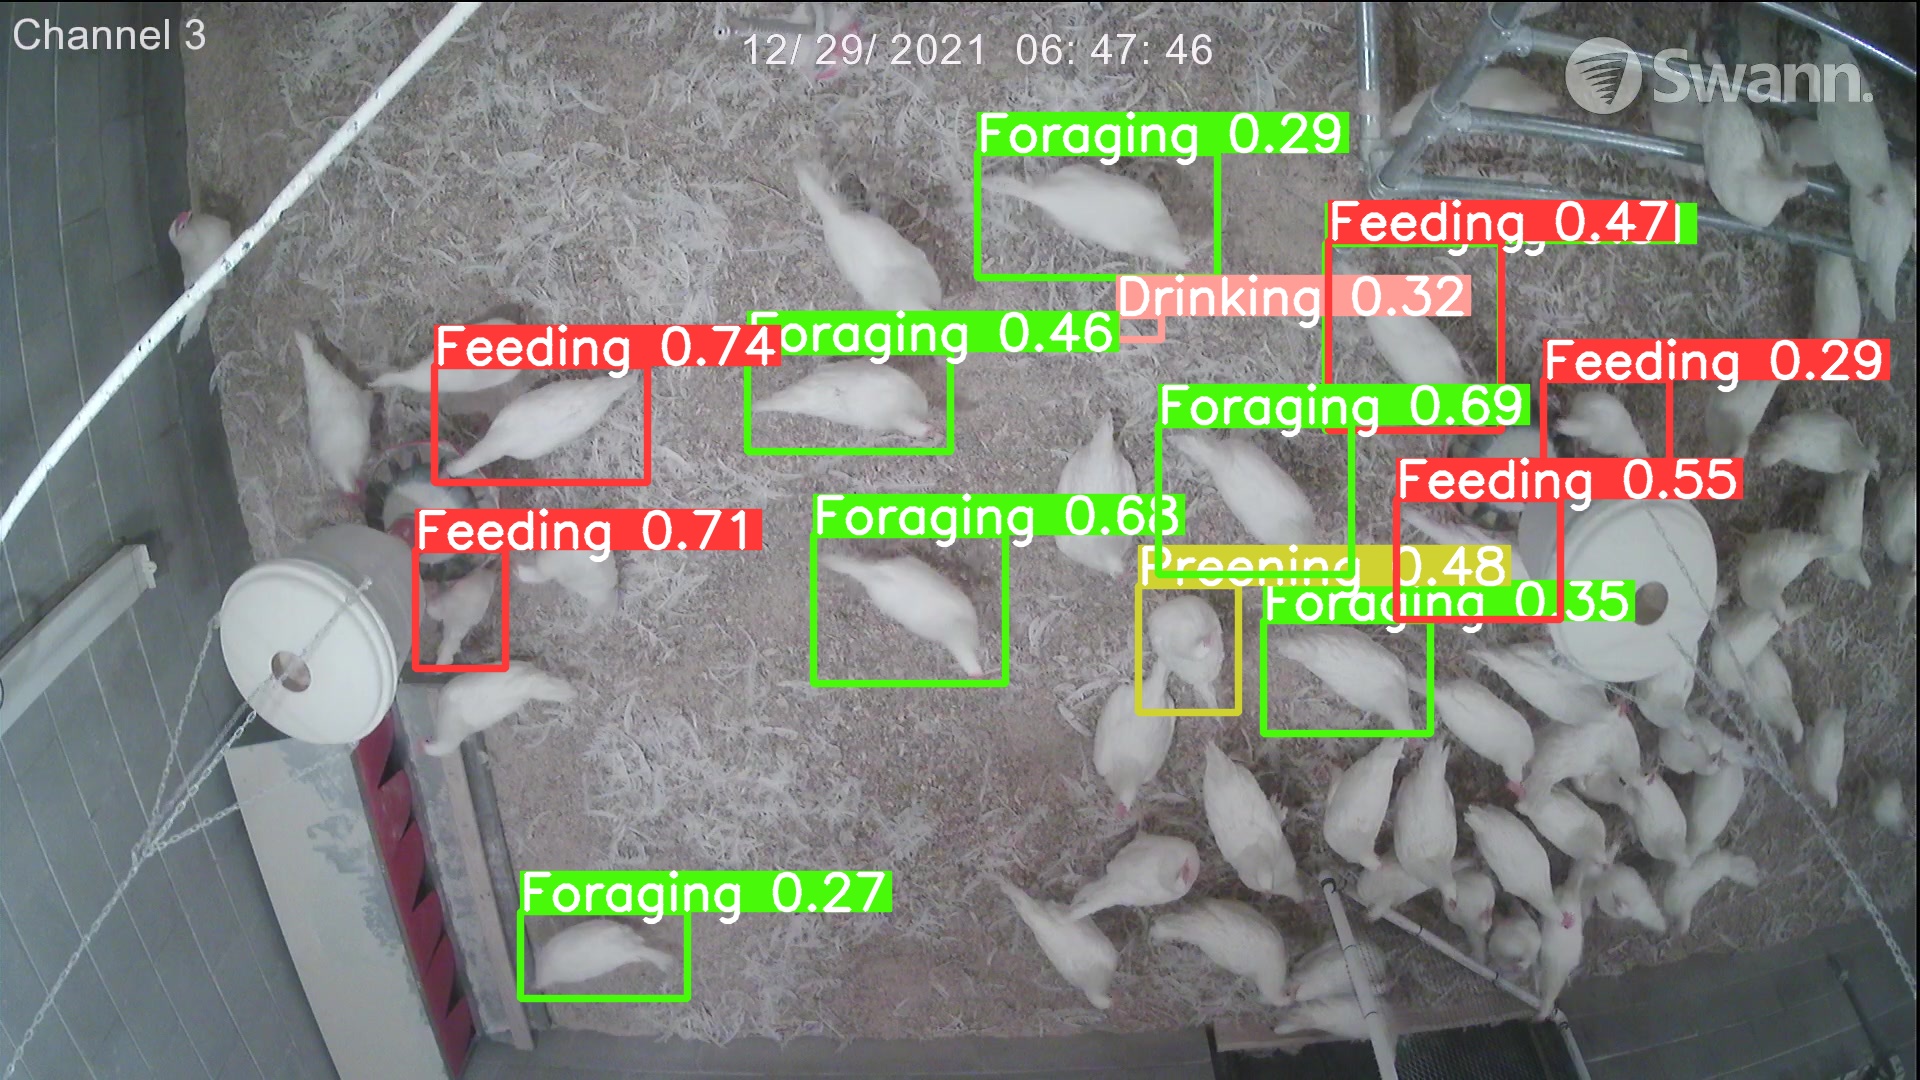 Channel 3
12/ 29/ 2021 06: 47: 46
Swann.
Foraging 0.29
Feeding 0.47
Drinking 0.32
Foraging 0.46
Feeding 0.74
Feeding 0.29
Foraging 0.69
Feeding 0.55
Foraging 0.68
Feeding 0.71
Preening 0.48
Foraging 0.35
Foraging 0.27